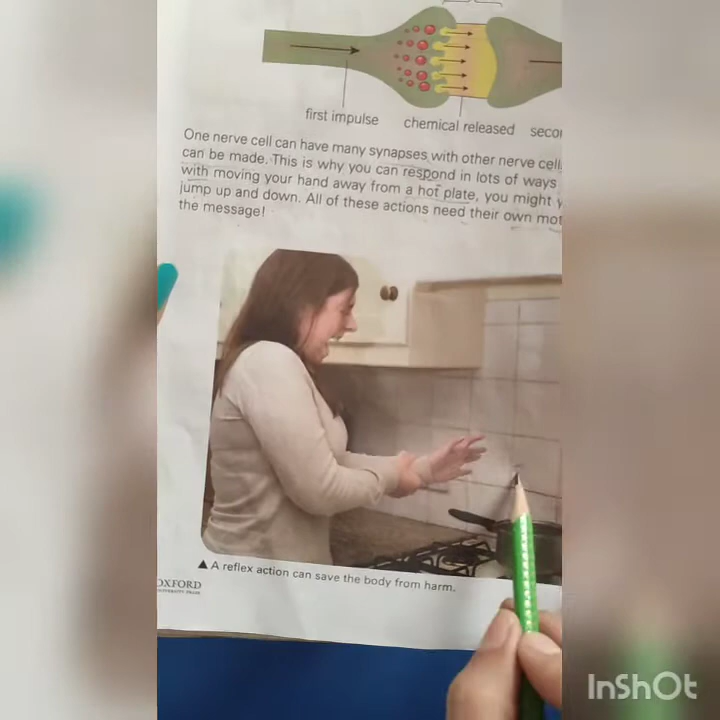 first impulse
chemical released
One nerve cell can have many synapses with other nerve
can be made. This is why you can respond in lots of ways
with moving your hand away from a hot plate, you might
jump up and down. All of these actions need their own
the message!
▲ A reflex action can save the body from harm.
OXFORD
UNIVERSITY PRESS
InShOt